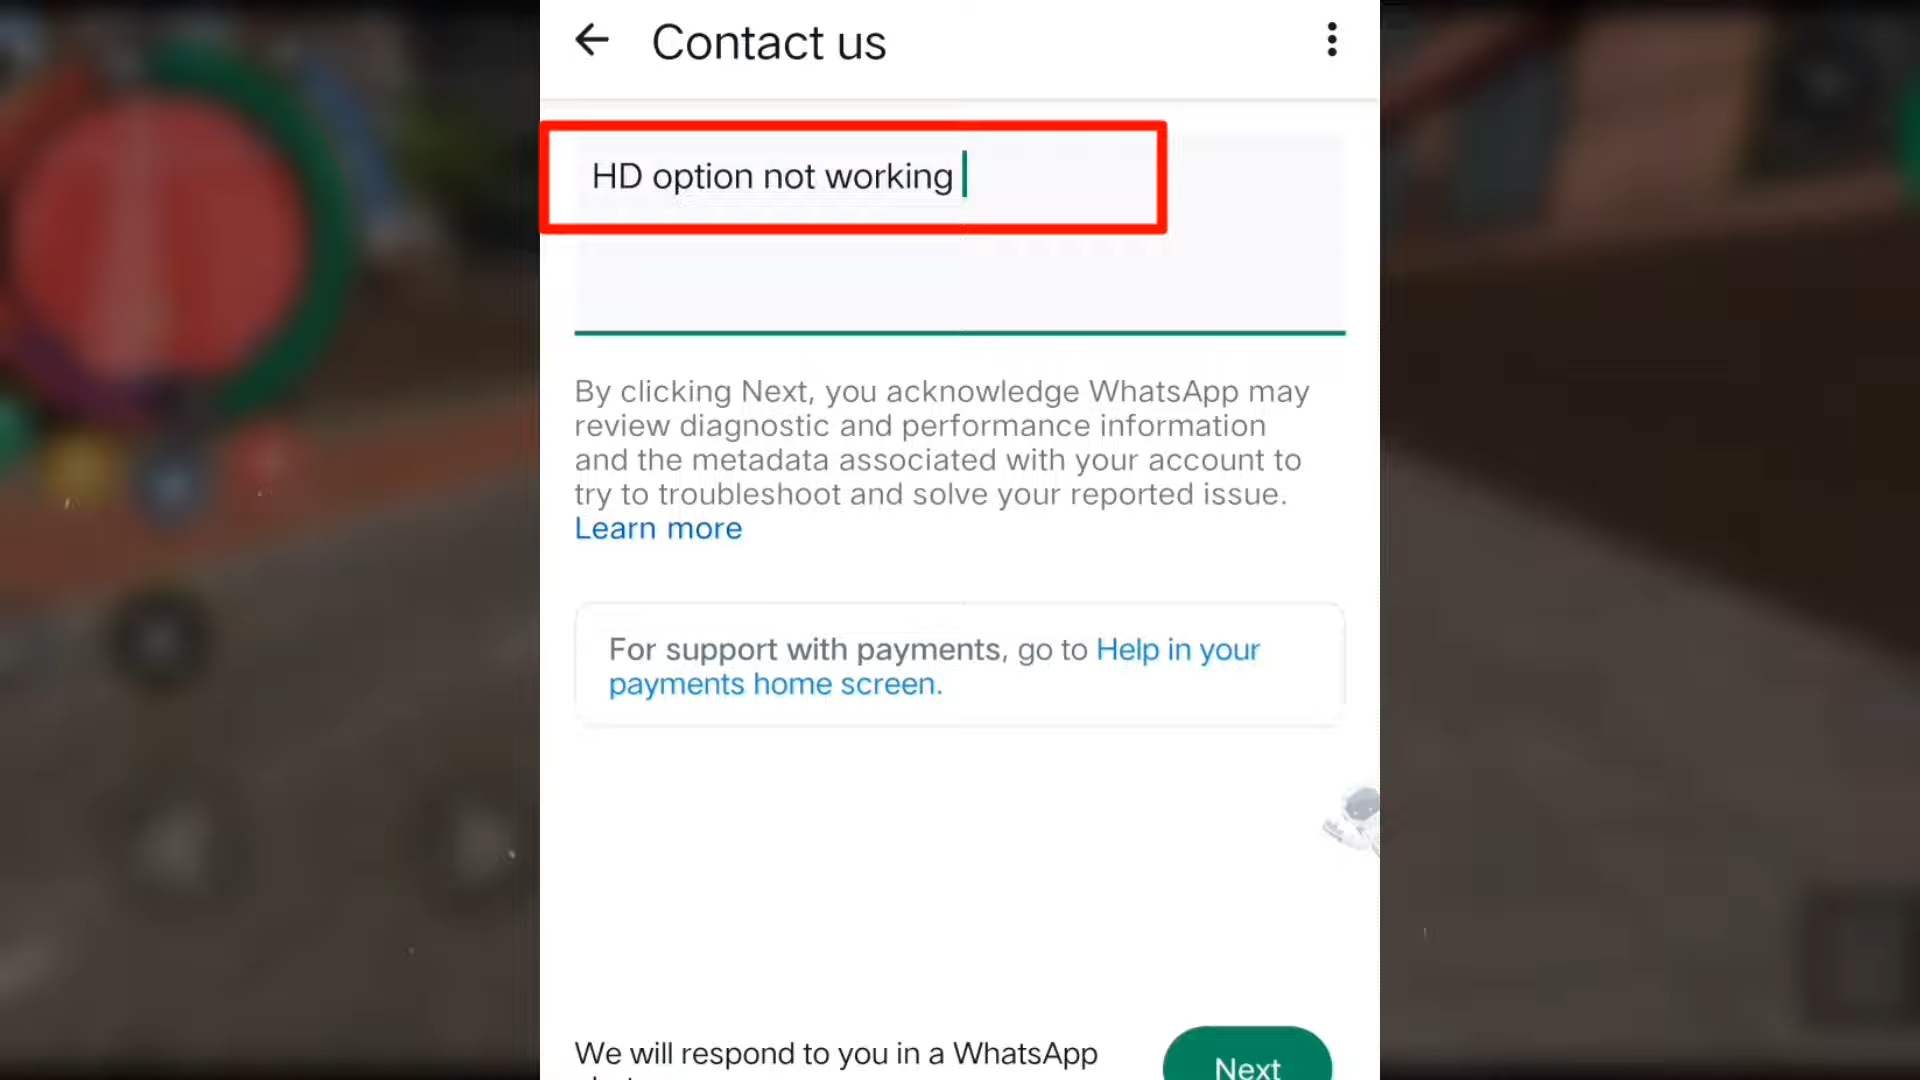 Contact us
HD option not working
By clicking Next, you acknowledge WhatsApp may
review diagnostic and performance information
and the metadata associated with your account to
try to troubleshoot and solve your reported issue.
Learn more
For support with payments, go to Help in your
payments home screen.
We will respond to you in a WhatsApp
Next